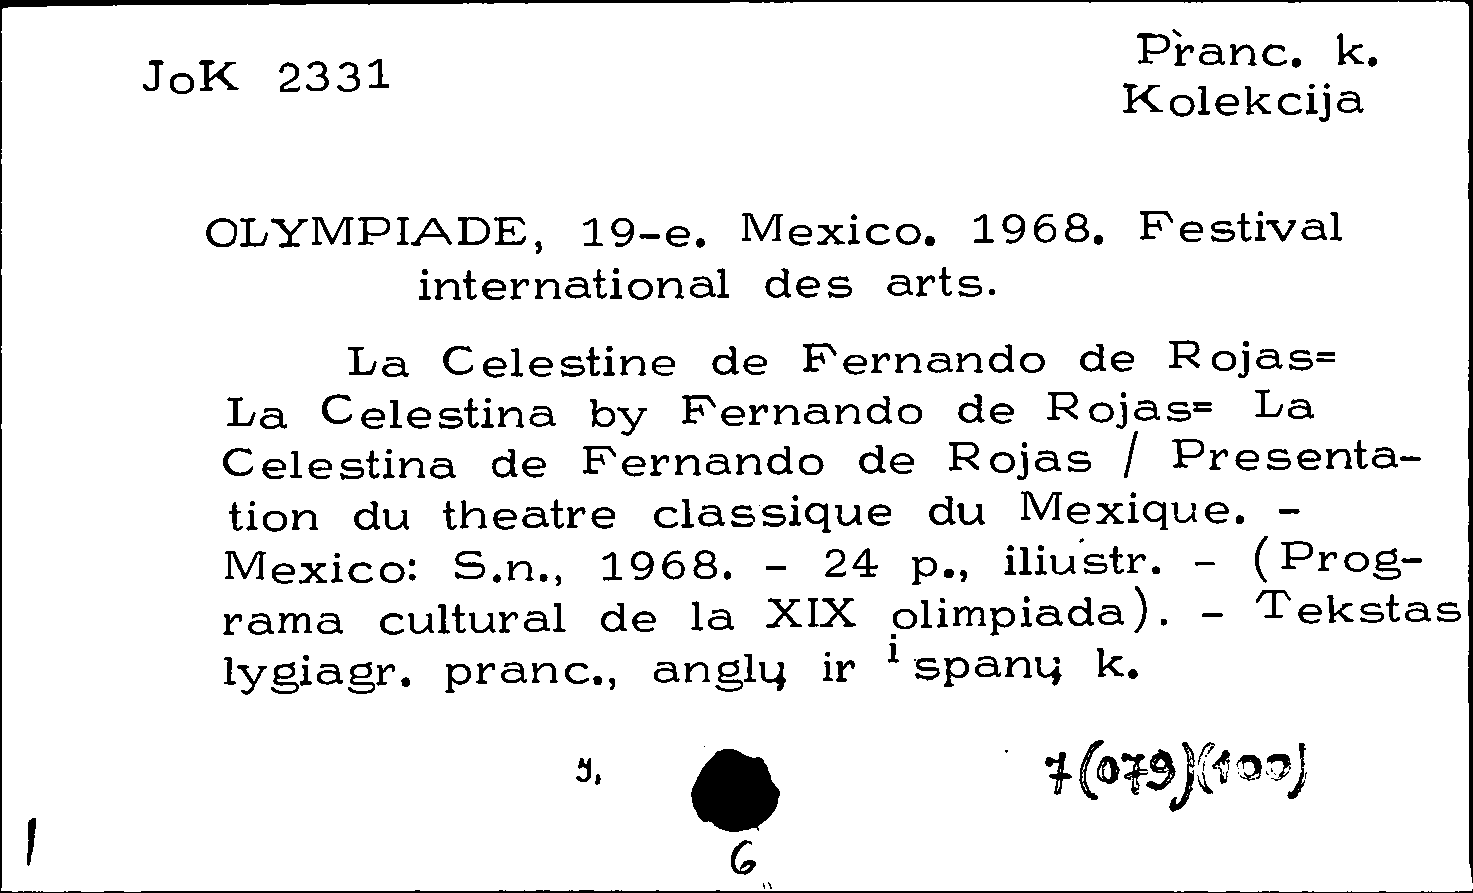 JoK 2331
Pranc. k.
Kolekcija
OLYMPIADE, 19-e. Mexico. 1968. Festival
international des arts.
La Celestine de Fernando de Rojas=
La Celestina by Fernando de Rojas= La
Celestina de Fernando de Rojas / Presenta-
tion du theatre classique du Mexique. -
Mexico: S.n., 1968. - 24 p., iliustr. - (Prog-
rama cultural de la XIX olimpiada). - Tekstas
lygiagr. pranc., anglų ir ispanų k.
7(079)(100)
6